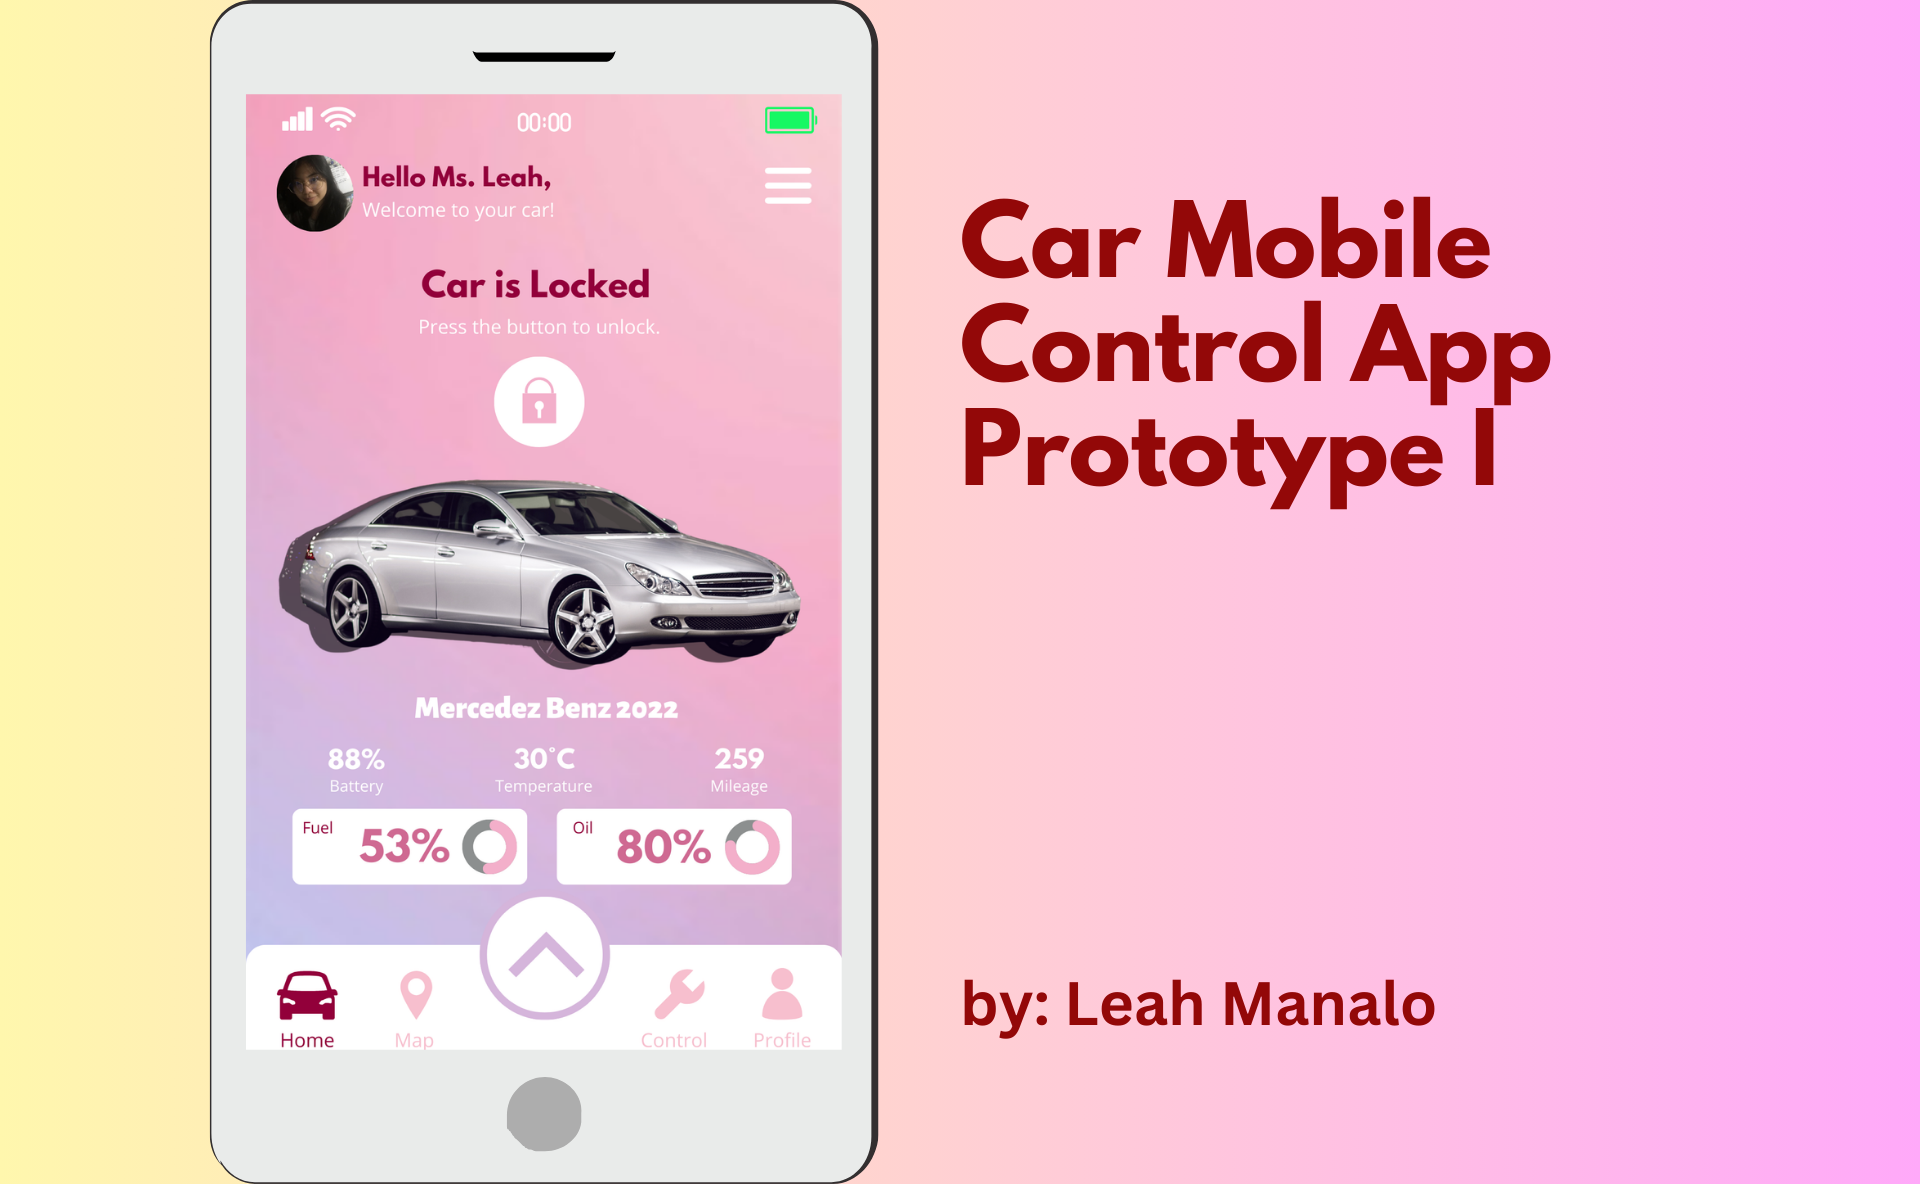 00:00
Hello Ms. Leah,
Welcome to your car!
Car is Locked
Press the button to unlock.
Mercedez Benz 2022
88%
Battery
30°C
Temperature
259
Mileage
Fuel
53%
Oil
80%
Home
Map
Control
Profile
Car Mobile
Control App
Prototype I
by: Leah Manalo